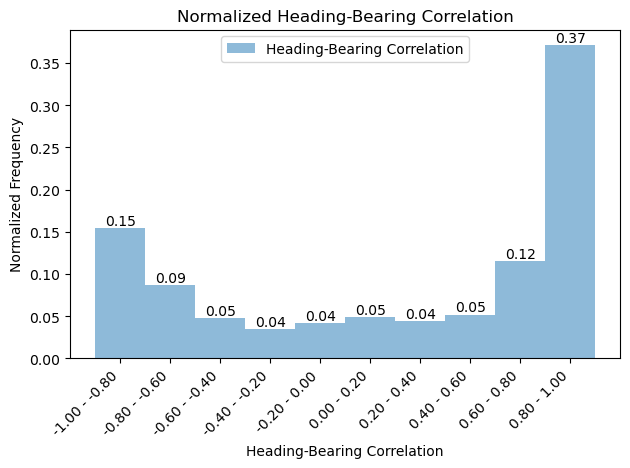 Normalized Heading-Bearing Correlation
Heading-Bearing Correlation
Normalized Frequency
0.35
0.30
0.25
0.20
0.15
0.10
0.05
0.00
0.15
0.09
0.05
0.04
0.04
0.05
0.04
0.05
0.12
0.37
-1.00 - -0.80
-0.80 - -0.60
-0.60 - -0.40
-0.40 - -0.20
-0.20 - 0.00
0.00 - 0.20
0.20 - 0.40
0.40 - 0.60
0.60 - 0.80
0.80 - 1.00
Heading-Bearing Correlation